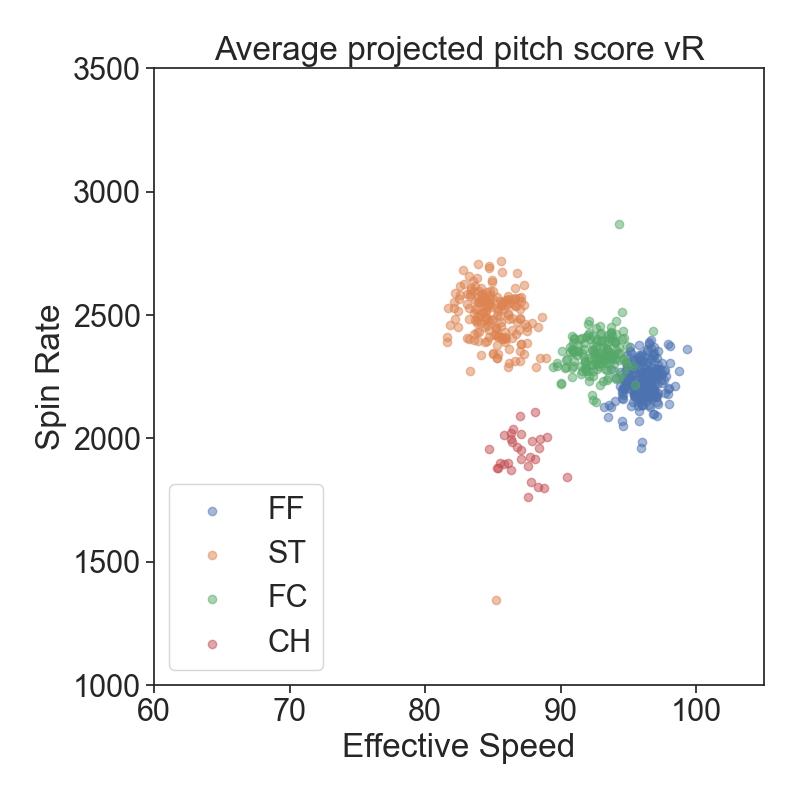 Average projected pitch score vR
3500
3000
2500
2000
1500
1000
Spin Rate
FF
ST
FC
CH
60 70 80 90 100
Effective Speed